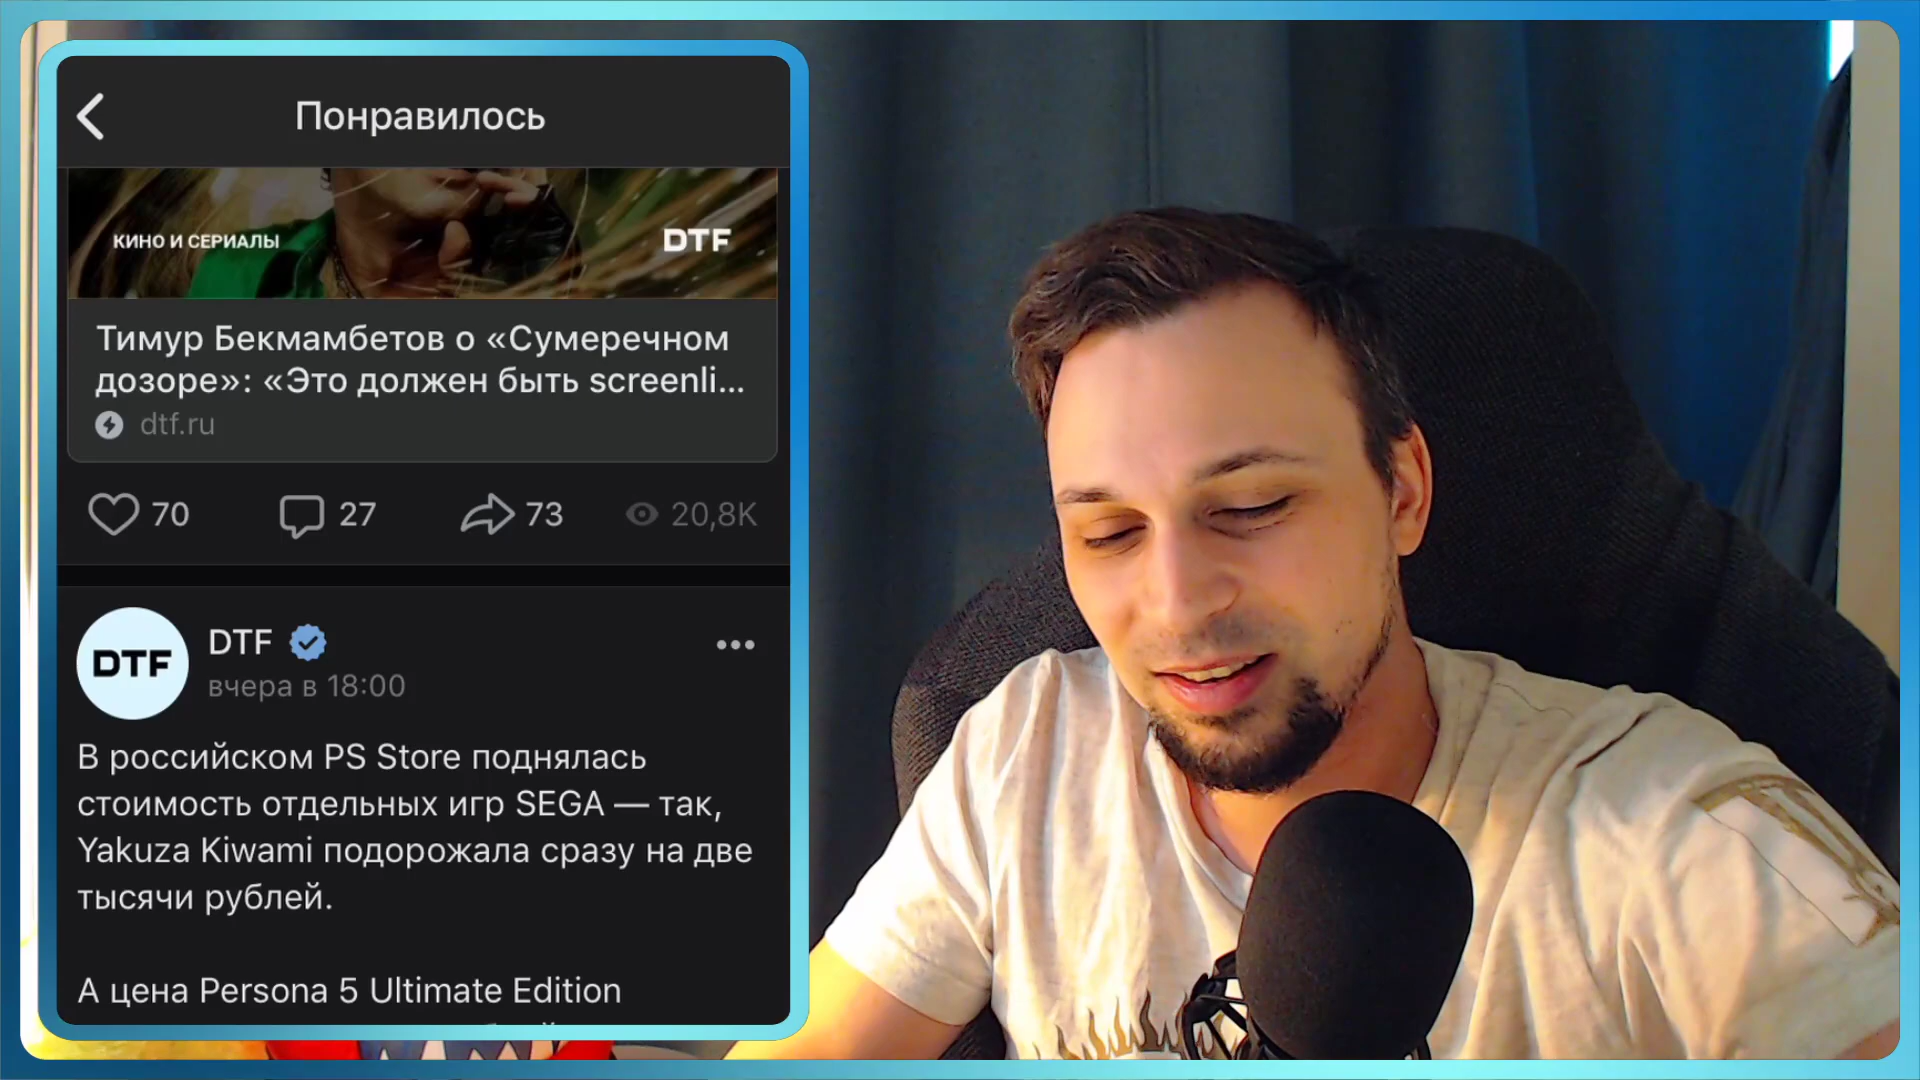 Понравилось
КИНО И СЕРИАЛЫ
DTF
Тимур Бекмамбетов о «Сумеречном
дозоре»: «Это должен быть screenli...
dtf.ru
70 27 73 20,8K
DTF
DTF
вчера в 18:00
В российском PS Store поднялась
стоимость отдельных игр SEGA — так,
Yakuza Kiwami подорожала сразу на две
тысячи рублей.
А цена Persona 5 Ultimate Edition